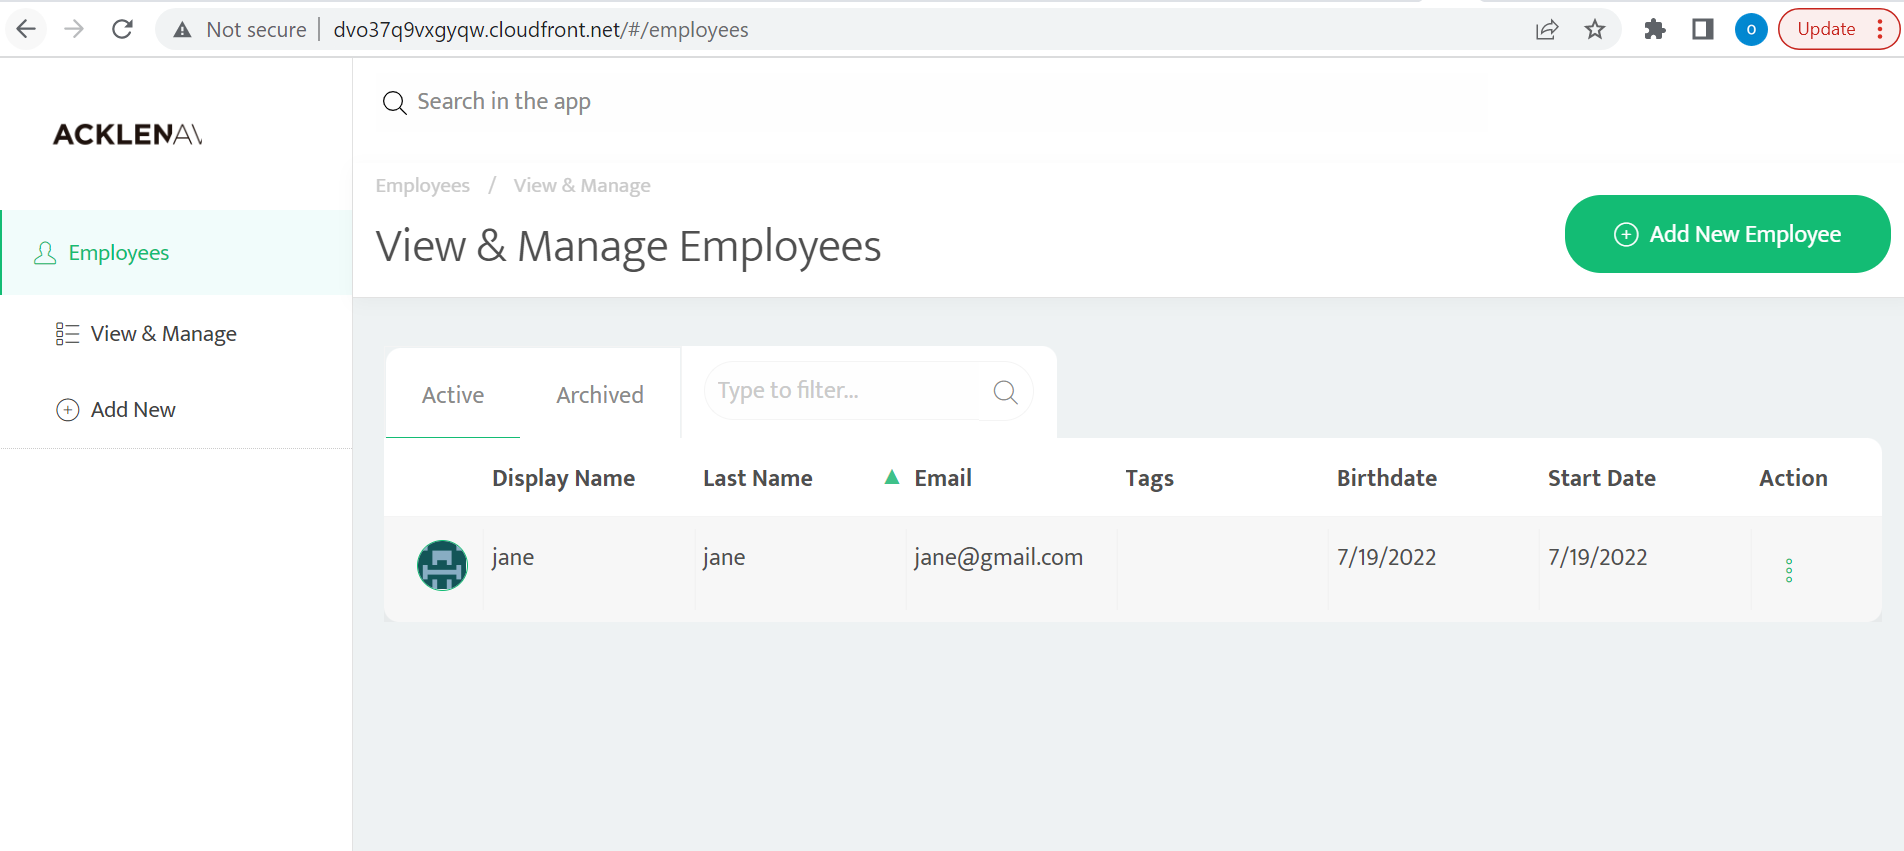 Not secure | dvo37q9vxgyqw.cloudfront.net/#/employees
O
Update
ACKLENAV
Search in the app
Employees / View & Manage
View & Manage Employees
Add New Employee
Employees
View & Manage
Add New
Active Archived Type to filter...
Display Name Last Name Email Tags Birthdate Start Date Action
jane jane jane@gmail.com 7/19/2022 7/19/2022